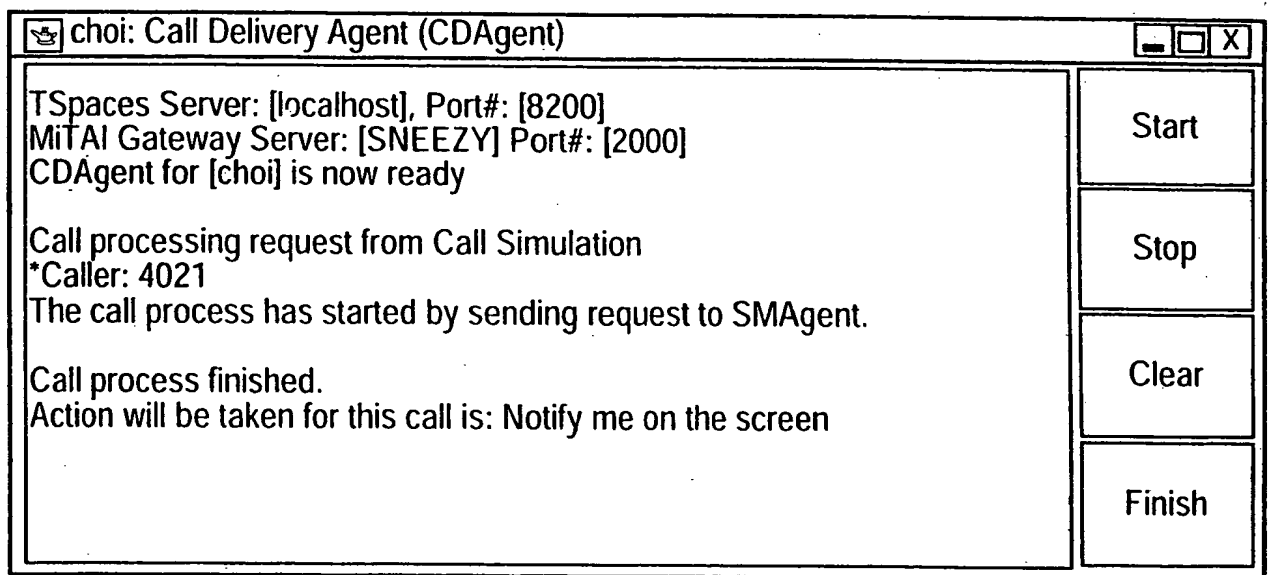 choi: Call Delivery Agent (CDAgent)
X
TSpaces Server: [localhost], Port#: [8200]
MiTAI Gateway Server: [SNEEZY] Port#: [2000]
CDAgent for [choi] is now ready
Call processing request from Call Simulation
*Caller: 4021
The call process has started by sending request to SMAgent.
Call process finished.
Action will be taken for this call is: Notify me on the screen
Start
Stop
Clear
Finish